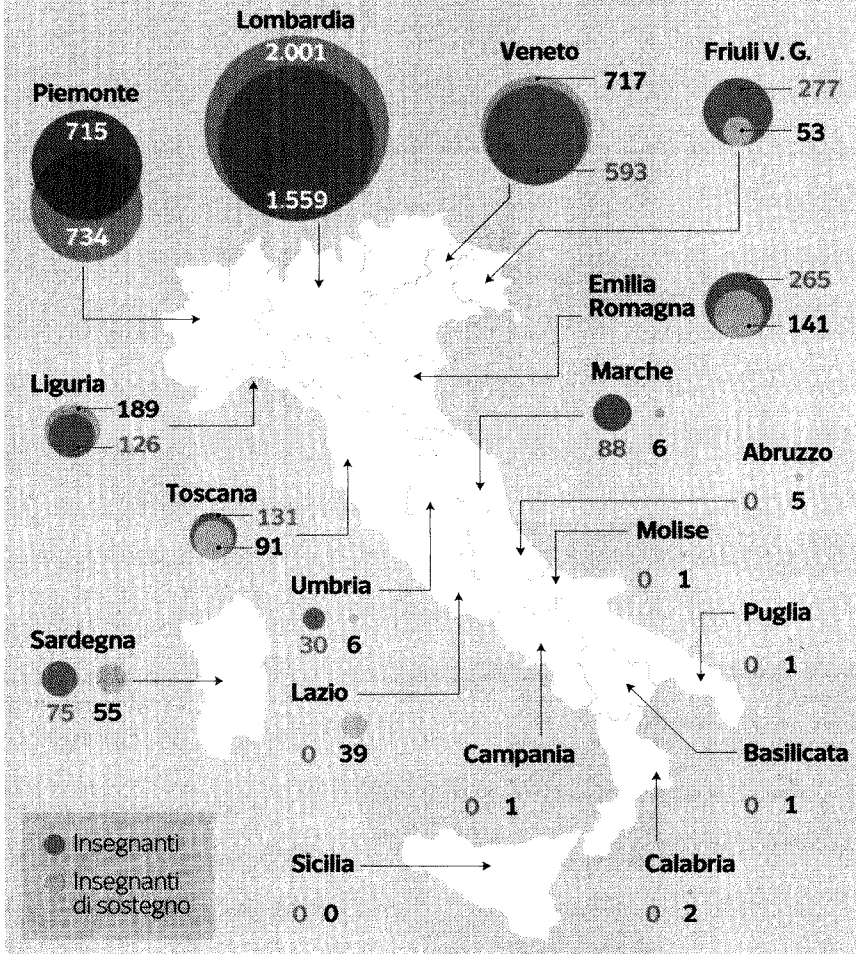 Lombardia
2.001
1.559
Piemonte
715
734
Veneto
717
593
Friuli V. G.
277
53
Emilia
Romagna
265
141
Liguria
189
126
Marche
88 6
Abruzzo
0 5
Toscana
131
91
Molise
0 1
Umbria
30 6
Puglia
0 1
Sardegna
75 55
Lazio
0 39
Campania
0 1
Basilicata
0 1
Insegnanti
Insegnanti
di sostegno
Sicilia
0 0
Calabria
0 2